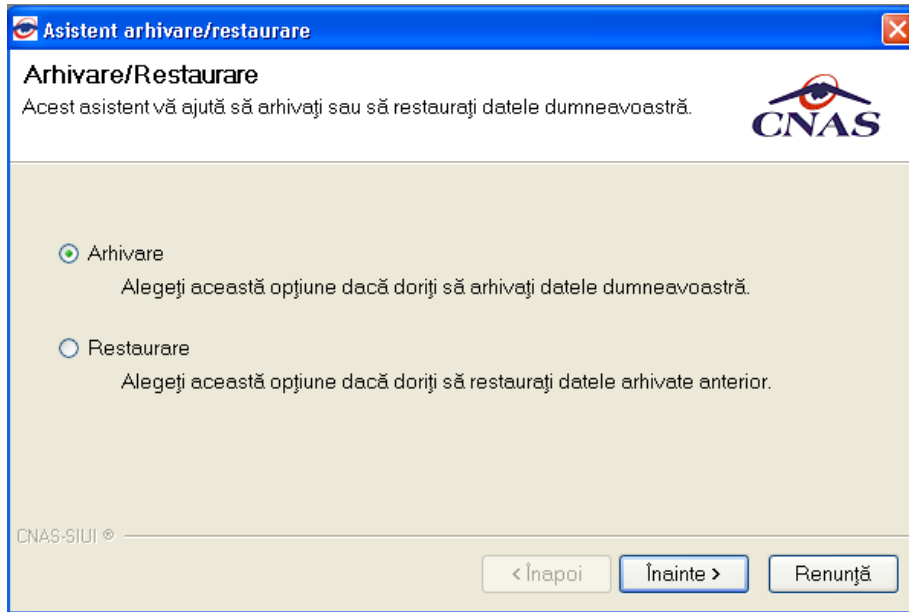 Asistent arhivare/restaurare
Arhivare/Restaurare
Acest asistent vă ajută să arhivaţi sau să restauraţi datele dumneavoastră.
CNAS
Arhivare
Alegeţi această opţiune dacă doriţi să arhivaţi datele dumneavoastră.
Restaurare
Alegeţi această opţiune dacă doriţi să restauraţi datele arhivate anterior.
CNAS-SIUI ®
< Înapoi
Înainte >
Renunţă